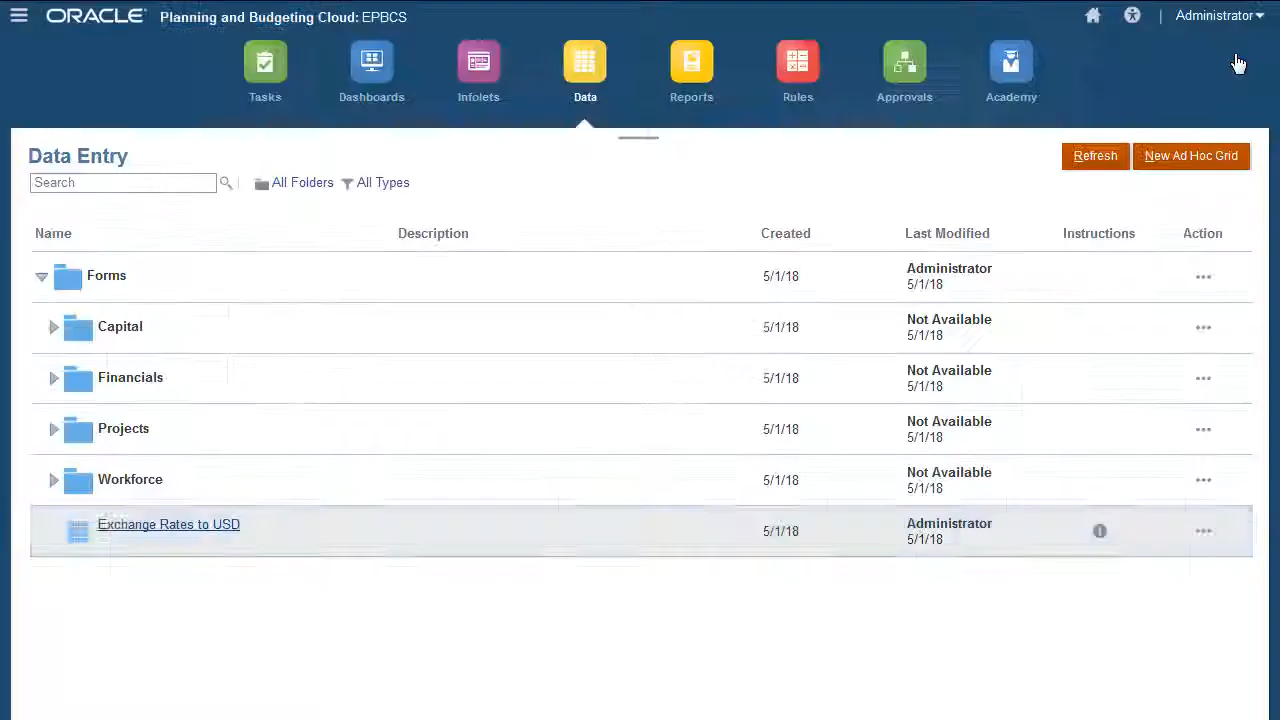 ORACLE Planning and Budgeting Cloud: EPBCS
Administrator
Tasks Dashboards Infolets Data Reports Rules Approvals Academy
Data Entry
Refresh New Ad Hoc Grid
Search All Folders All Types
Name Description Created Last Modified Instructions Action
Forms 5/1/18 Administrator
5/1/18
Capital 5/1/18 Not Available
5/1/18
Financials 5/1/18 Not Available
5/1/18
Projects 5/1/18 Not Available
5/1/18
Workforce 5/1/18 Not Available
5/1/18
Exchange Rates to USD 5/1/18 Administrator
5/1/18